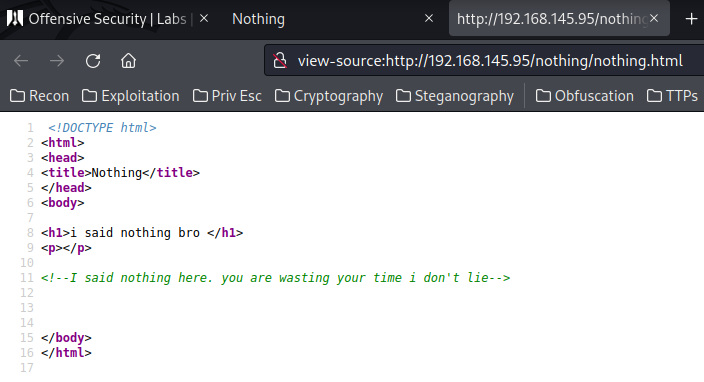 Offensive Security | Labs |
Nothing
http://192.168.145.95/nothing
view-source:http://192.168.145.95/nothing/nothing.html
Recon Exploitation Priv Esc Cryptography Steganography Obfuscation TTPs
1 <!DOCTYPE html>
2 <html>
3 <head>
4 <title>Nothing</title>
5 </head>
6 <body>
7
8 <h1>i said nothing bro </h1>
9 <p></p>
10
11 <!--I said nothing here. you are wasting your time i don't lie-->
12
13
14
15 </body>
16 </html>
17